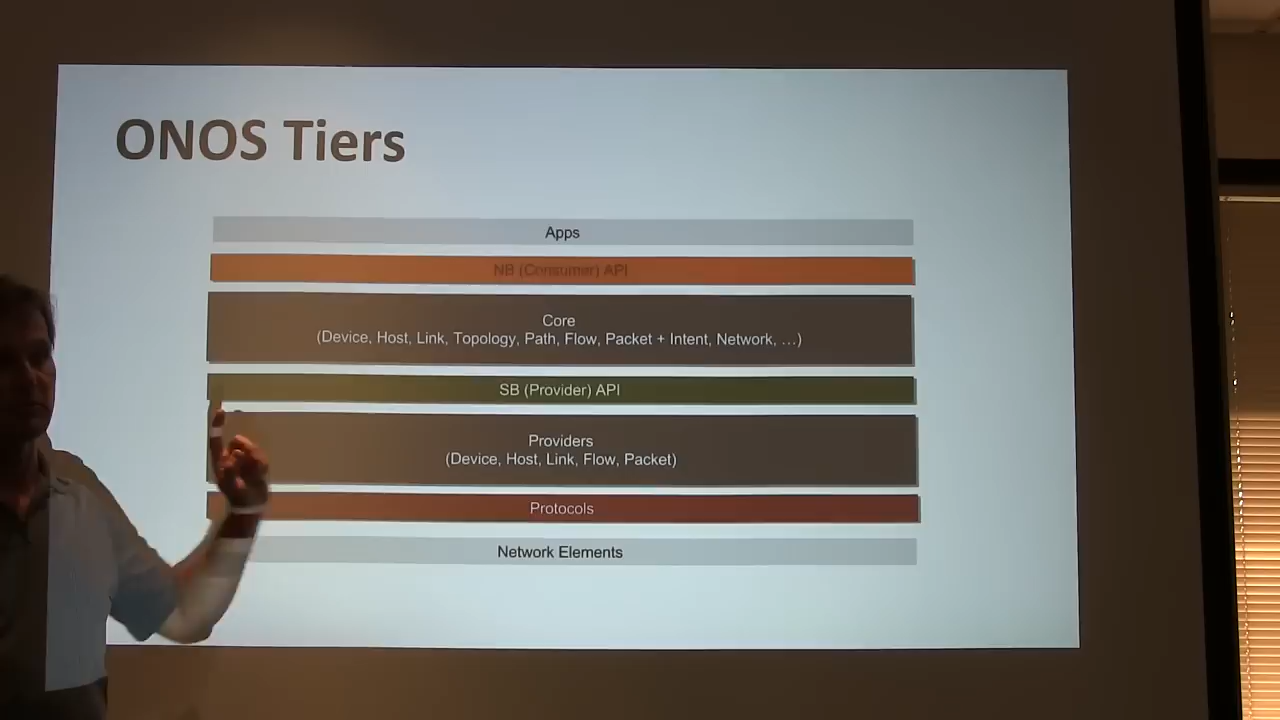 ONOS Tiers
Apps
NB (Consumer) API
Core
(Device, Host, Link, Topology, Path, Flow, Packet + Intent, Network, …)
SB (Provider) API
Providers
(Device, Host, Link, Flow, Packet)
Protocols
Network Elements